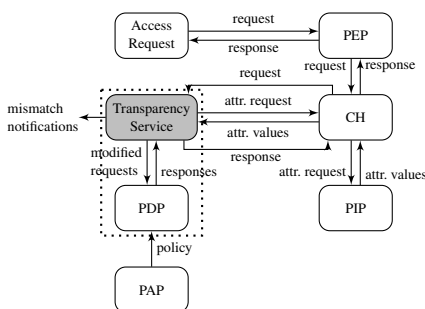 request
Access
Request
response
PEP
request
response
request
mismatch
notifications
Transparency
Service
attr. request
attr. values
CH
modified
requests
responses
response
attr. request
attr. values
PDP
PIP
policy
PAP